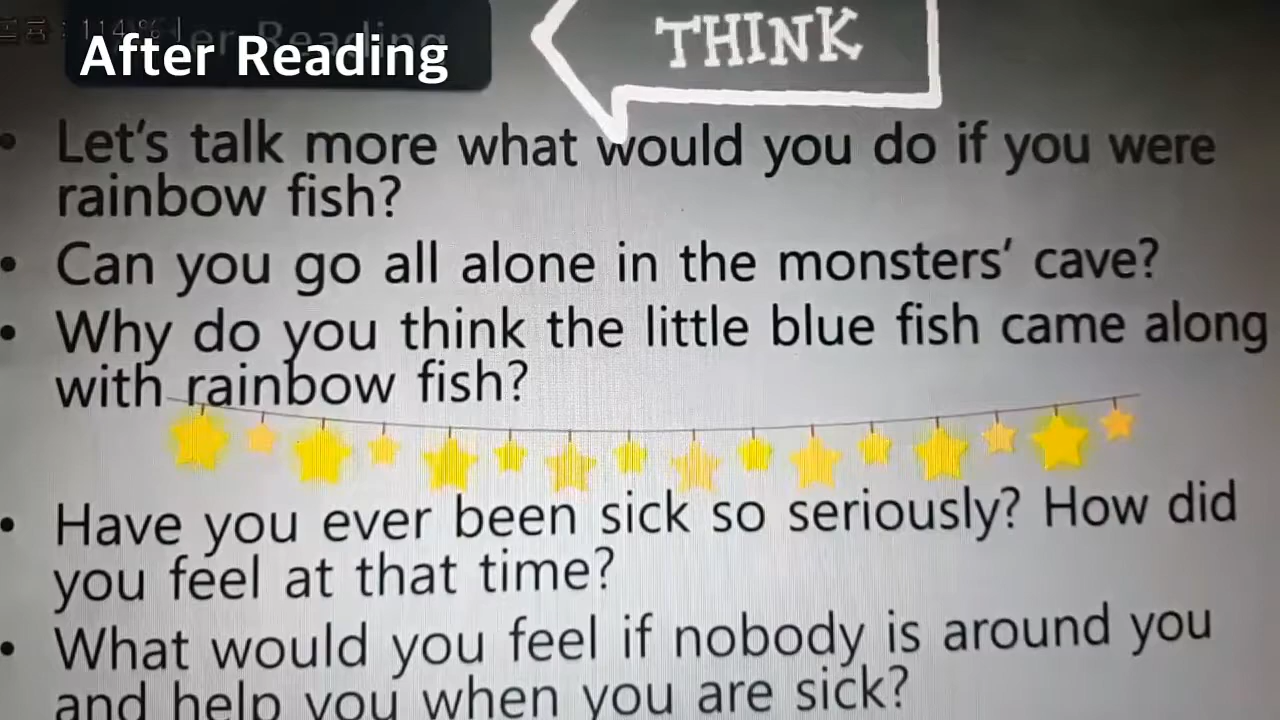 After Reading
THINK
• Let's talk more what would you do if you were
rainbow fish?
• Can you go all alone in the monsters' cave?
• Why do you think the little blue fish came along
with rainbow fish?
• Have you ever been sick so seriously? How did
you feel at that time?
• What would you feel if nobody is around you
and help you when you are sick?